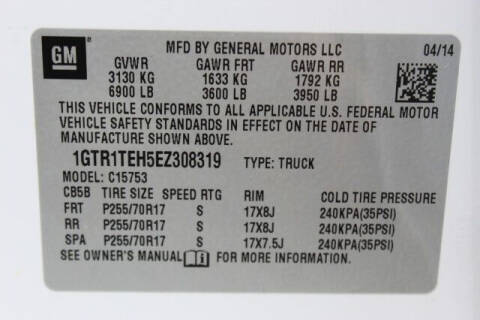 GM
MFD BY GENERAL MOTORS LLC
04/14
GVWR GAWR FRT GAWR RR
3130 KG 1633 KG 1792 KG
6900 LB 3600 LB 3950 LB
THIS VEHICLE CONFORMS TO ALL APPLICABLE U.S. FEDERAL MOTOR
VEHICLE SAFETY STANDARDS IN EFFECT ON THE DATE OF
MANUFACTURE SHOWN ABOVE.
1GTR1TEH5EZ308319 TYPE: TRUCK
MODEL: C15753
CB5B TIRE SIZE SPEED RTG RIM COLD TIRE PRESSURE
FRT P255/70R17 S 17X8J 240KPA(35PSI)
RR P255/70R17 S 17X8J 240KPA(35PSI)
SPA P255/70R17 S 17X7.5J 240KPA(35PSI)
SEE OWNER'S MANUAL FOR MORE INFORMATION.